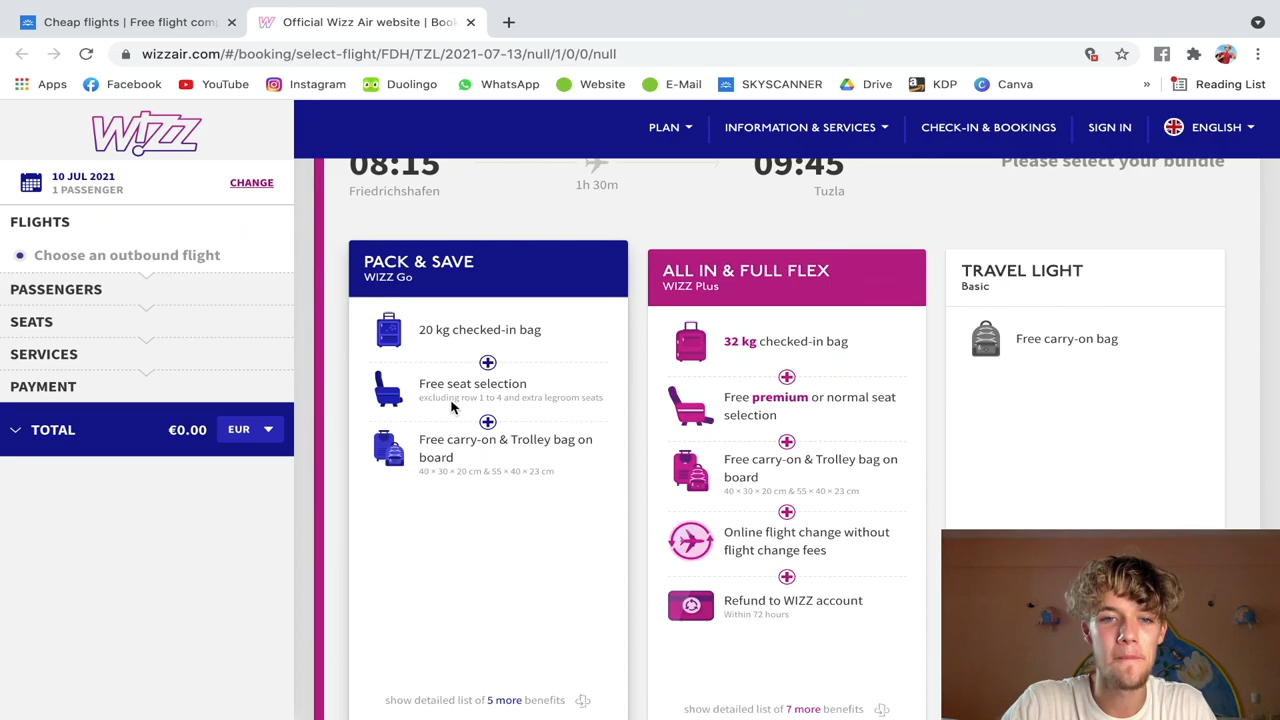 Cheap flights | Free flight com
Official Wizz Air website | Boo
wizzair.com/#/booking/select-flight/FDH/TZL/2021-07-13/null/1/0/0/null
Apps
Facebook
YouTube
Instagram
Duolingo
WhatsApp
Website
E-Mail
SKYSCANNER
Drive
KDP
Canva
»
Reading List
WIZZ
PLAN
INFORMATION & SERVICES
CHECK-IN & BOOKINGS
SIGN IN
ENGLISH
10 JUL 2021
1 PASSENGER
CHANGE
FLIGHTS
Choose an outbound flight
PASSENGERS
SEATS
SERVICES
PAYMENT
TOTAL
€0.00
EUR
08:15
Friedrichshafen
1h 30m
09:45
Tuzla
Please select your bundle
PACK & SAVE
WIZZ Go
20 kg checked-in bag
Free seat selection
excluding row 1 to 4 and extra legroom seats
Free carry-on & Trolley bag on
board
40 × 30 × 20 cm & 55 × 40 × 23 cm
show detailed list of 5 more benefits
ALL IN & FULL FLEX
WIZZ Plus
32 kg checked-in bag
Free premium or normal seat
selection
Free carry-on & Trolley bag on
board
40 × 30 × 20 cm & 55 × 40 × 23 cm
Online flight change without
flight change fees
Refund to WIZZ account
Within 72 hours
show detailed list of 7 more benefits
TRAVEL LIGHT
Basic
Free carry-on bag